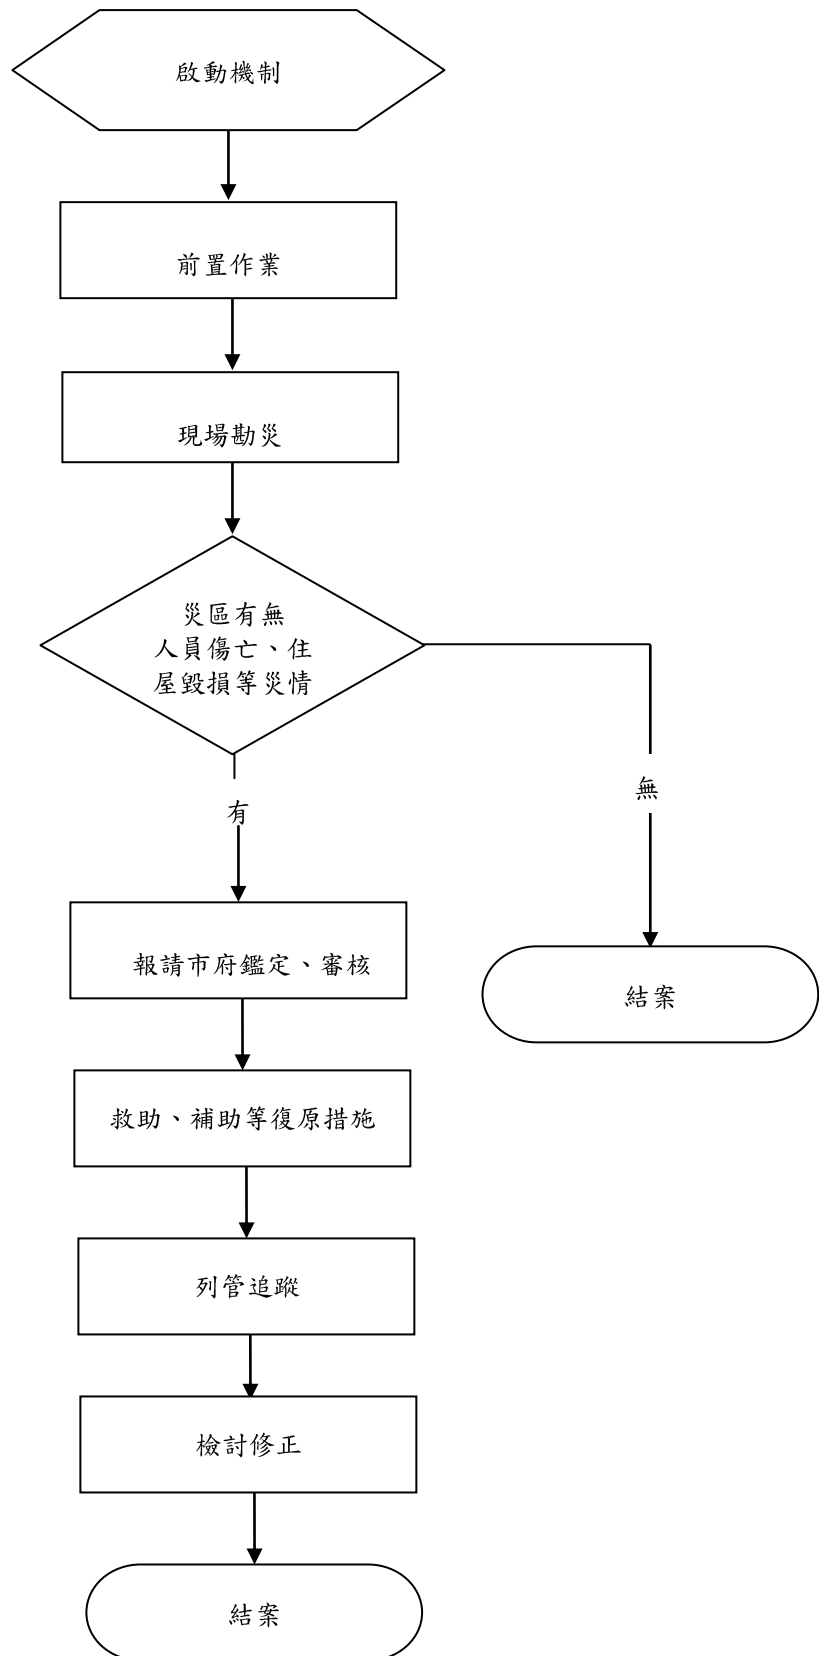 啟動機制
前置作業
現場勘災
災區有無
人員傷亡、住
屋毀損等災情
無
有
報請市府鑑定、審核
結案
救助、補助等復原措施
列管追蹤
檢討修正
結案